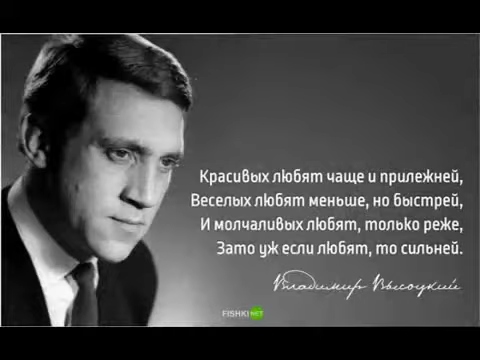 Красивых любят чаще и прилежней,
Веселых любят меньше, но быстрей,
И молчаливых любят, только реже,
Зато уж если любят, то сильней.
Владимир Высоцкий
FISHKI.NET